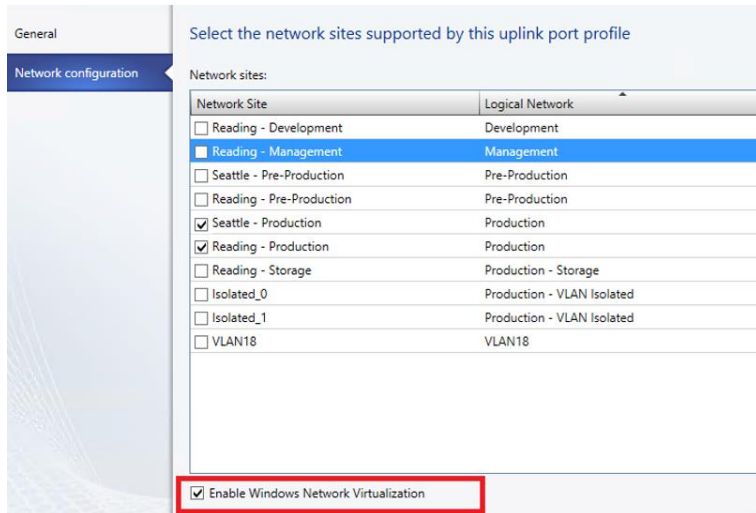 General
Network configuration
Select the network sites supported by this uplink port profile
Network sites:
Network Site Logical Network
Reading - Development Development
Reading - Management Management
Seattle - Pre-Production Pre-Production
Reading - Pre-Production Pre-Production
Seattle - Production Production
Reading - Production Production
Reading - Storage Production - Storage
Isolated_0 Production - VLAN Isolated
Isolated_1 Production - VLAN Isolated
VLAN18 VLAN18
Enable Windows Network Virtualization